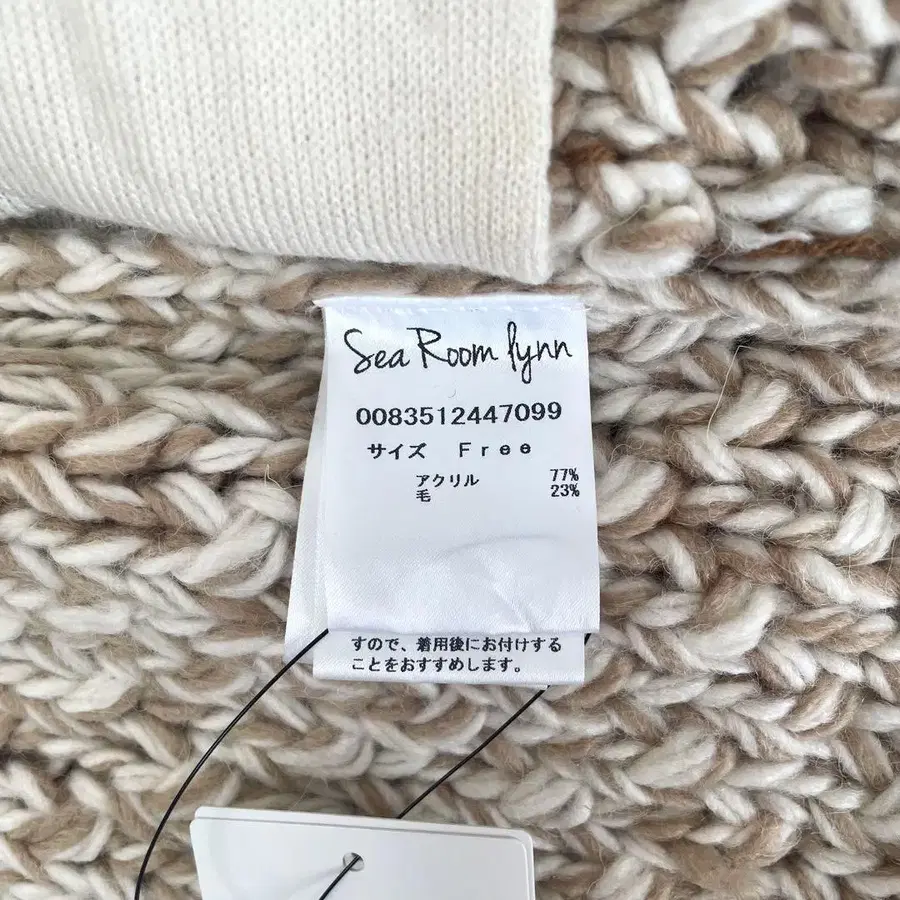 Sea Room lynn
0083512447099
サイズ Free
アクリル 77%
毛 23%
すので、着用後にお付けする
ことをおすすめします。